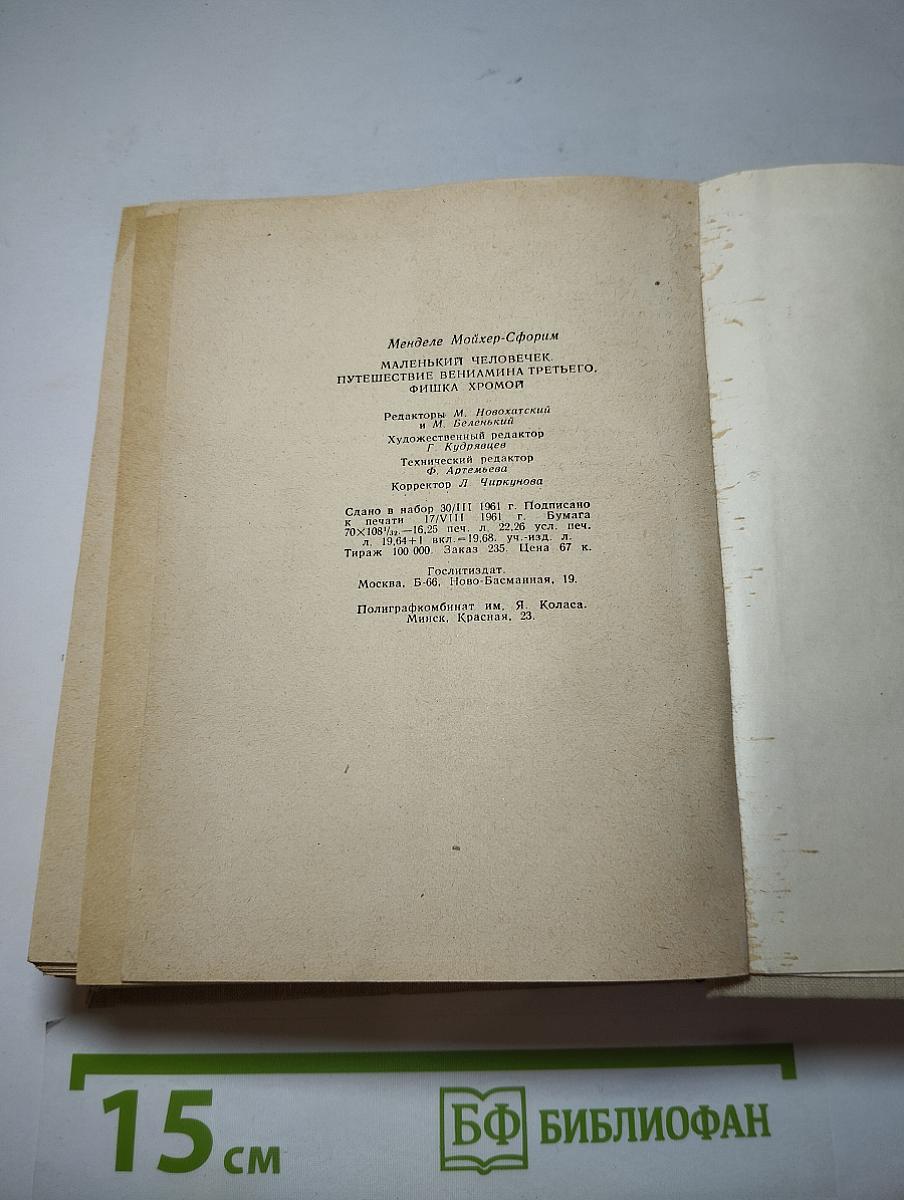 Менделе Мойхер-Сфорим
МАЛЕНЬКИЙ ЧЕЛОВЕЧЕК.
ПУТЕШЕСТВИЕ ВЕНИАМИНА ТРЕТЬЕГО.
ФИШКА ХРОМОЙ
Редакторы М. Новохатский
и М. Беленький
Художественный редактор
Г. Кудрявцев
Технический редактор
Ф. Артемьева
Корректор Л. Чиркунова
Сдано в набор 30/III 1961 г. Подписано
к печати 17/VIII 1961 г. Бумага
70×108¹/₃₂.—16,25 печ. л. 22,26 усл. печ.
л. 19,64+1 вкл.=19,68. уч.-изд. л.
Тираж 100 000. Заказ 235. Цена 67 к.
Гослитиздат.
Москва, Б-66, Ново-Басманная, 19.
Полиграфкомбинат им. Я. Коласа.
Минск, Красная, 23.
15 см
БФ БИБЛИОФАН